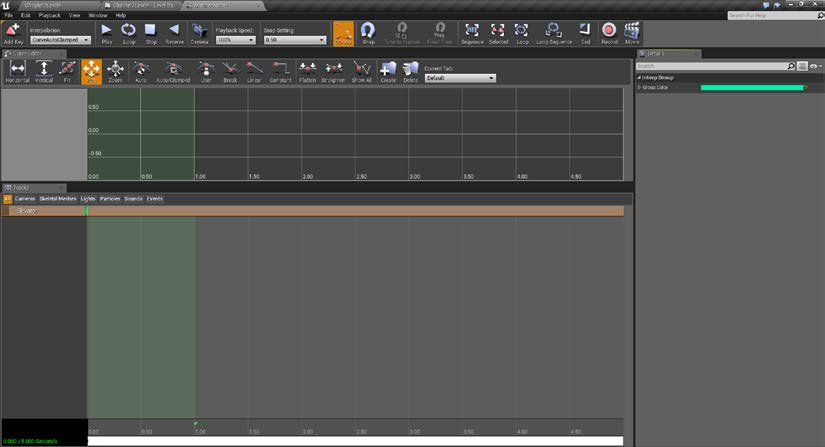 Chapter2Level*
Chapter2Level* - Level Bl
File Edit Playback View Window Help
Search For Help
Add Key Interpolation: CurveAutoClamped Play Loop Stop Reverse Camera Playback Speed: 100% Snap Setting: 0.50 Curves Snap Time to Frames Fixed Time Sequence Selected Loop Loop Sequence End Record Movie
Curve Editor
Details
Horizontal Vertical Fit Pan Zoom Auto Auto/Clamped User Break Linear Constant Flatten Straighten Show All Create Delete Current Tab: Default
Search
Interp Group
Group Color
0.50
0.00
-0.50
0.00 0.50 1.00 1.50 2.00 2.50 3.00 3.50 4.00 4.50
Tracks
All Cameras Skeletal Meshes Lights Particles Sounds Events
Elevator
0.00 0.50 1.00 1.50 2.00 2.50 3.00 3.50 4.00 4.50
0.000 / 5.000 Seconds